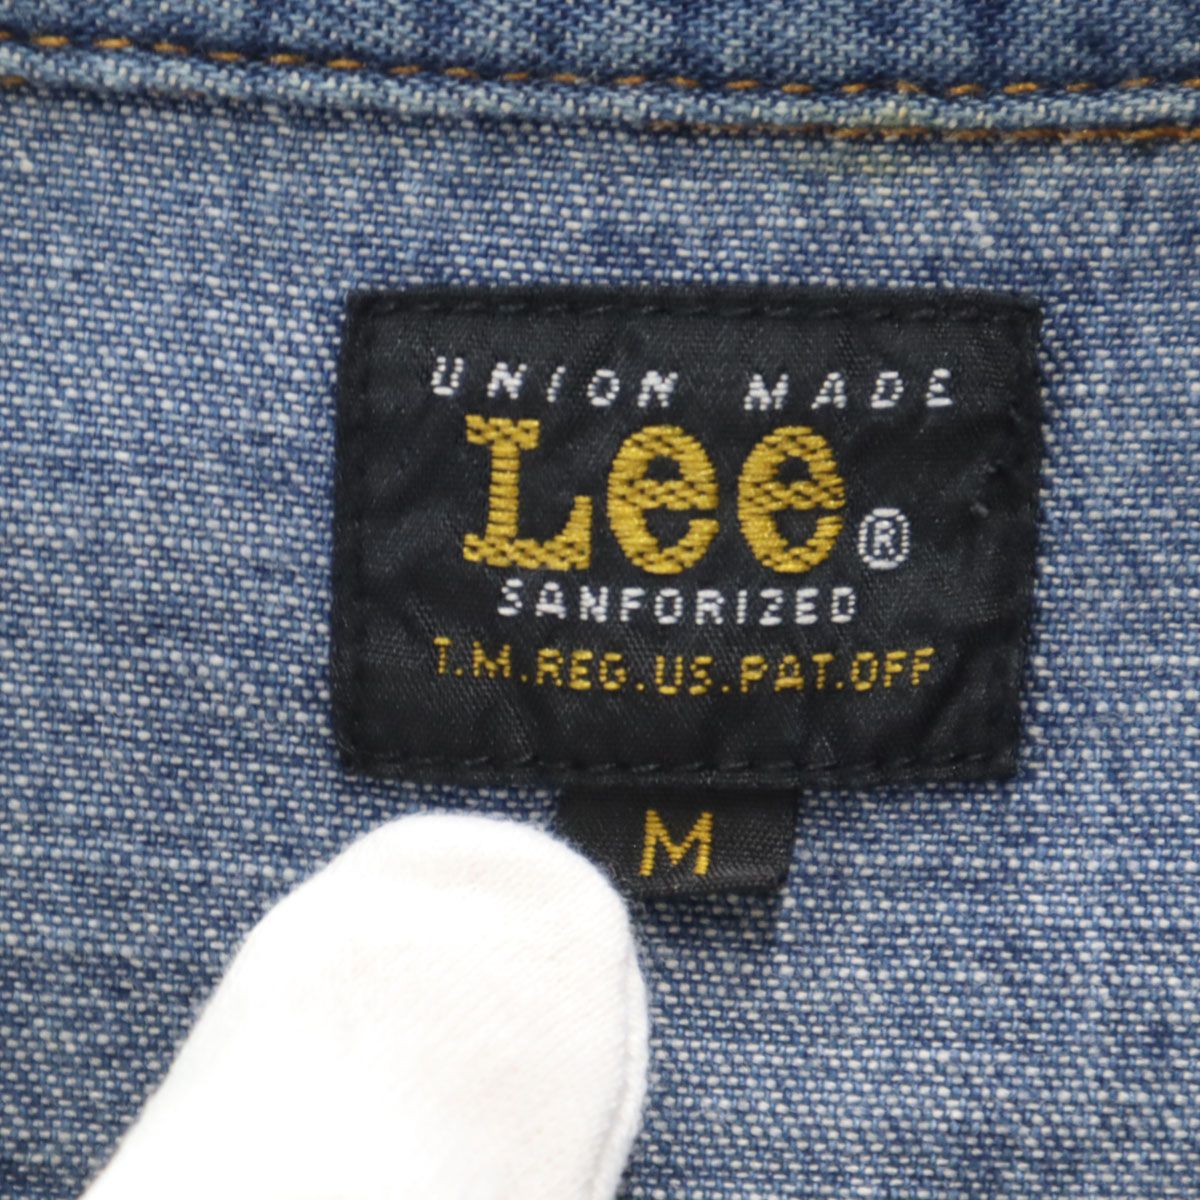 UNION MADE
Lee®
SANFORIZED
T.M.REG.US.PAT.OFF
M